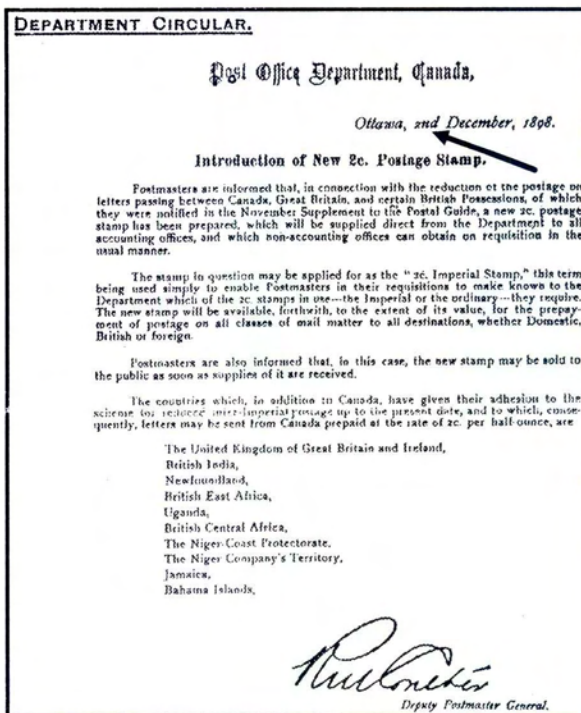 DEPARTMENT CIRCULAR.
Post Office Department, Canada,
Ottawa, 2nd December, 1898.
Introduction of New 2c. Postage Stamp.
Postmasters are informed that, in connection with the reduction of the postage on
letters passing between Canada, Great Britain, and certain British Possessions, of which
they were notified in the November Supplement to the Postal Guide, a new 2c. postage
stamp has been prepared, which will be supplied direct from the Department to all
accounting offices, and which non-accounting offices can obtain on requisition in the
usual manner.
The stamp in question may be applied for as the "2c. Imperial Stamp," this term
being used simply to enable Postmasters in their requisitions to make known to the
Department which of the 2c. stamps in use---the Imperial or the ordinary---they require.
The new stamp will be available, forthwith, to the extent of its value, for the prepay-
ment of postage on all classes of mail matter to all destinations, whether Domestic,
British or foreign.
Postmasters are also informed that, in this case, the new stamp may be sold to
the public as soon as supplies of it are received.
The countries which, in addition to Canada, have given their adhesion to the
scheme for reduced inter-Imperial postage up to the present date, and to which, conse-
quently, letters may be sent from Canada prepaid at the rate of 2c. per half-ounce, are
The United Kingdom of Great Britain and Ireland,
British India,
Newfoundland,
British East Africa,
Uganda,
British Central Africa,
The Niger Coast Protectorate,
The Niger Company's Territory,
Jamaica,
Bahama Islands,
Deputy Postmaster General.